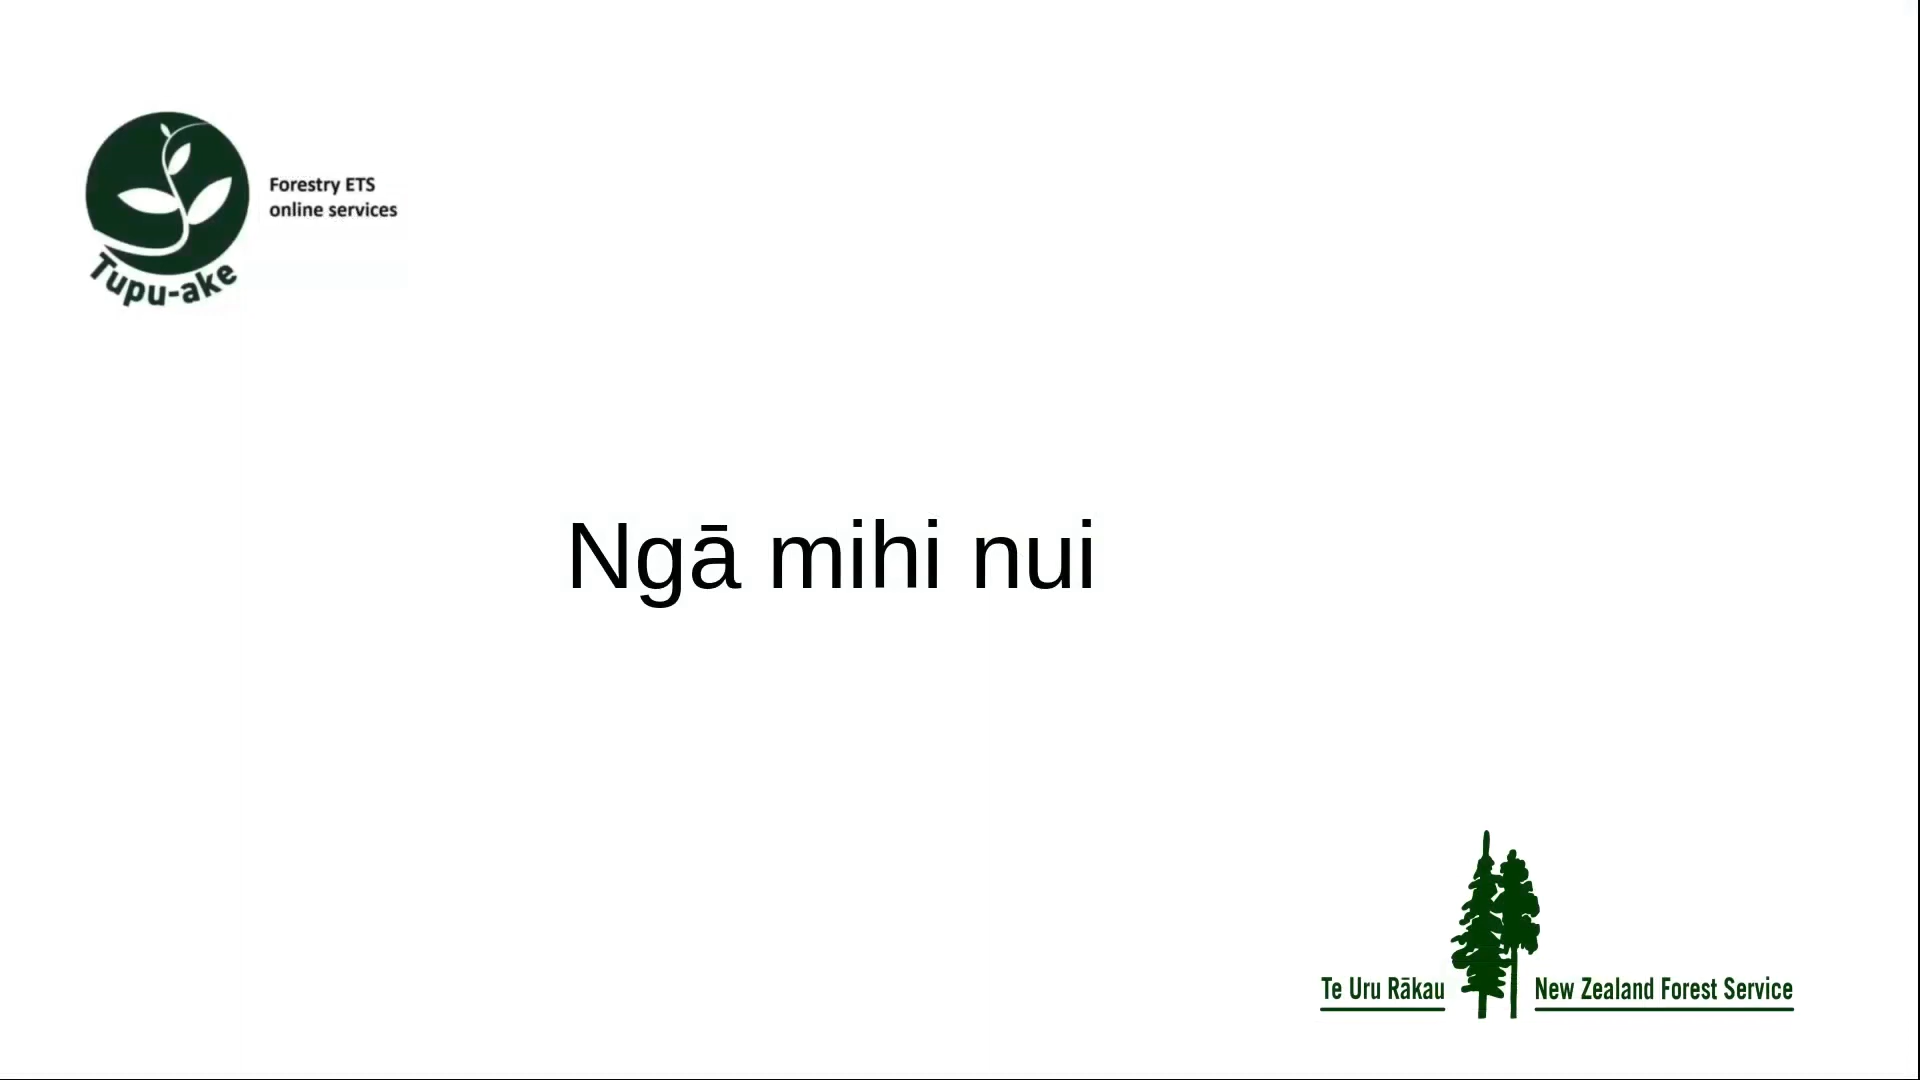 Forestry ETS
online services
Tupu-ake
Ngā mihi nui
Te Uru Rākau New Zealand Forest Service